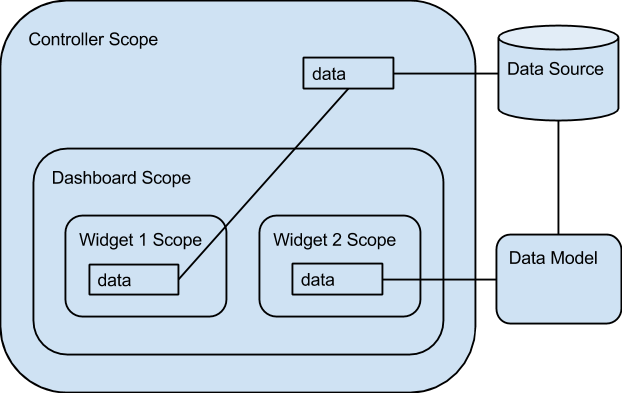 Controller Scope
data
Data Source
Dashboard Scope
Widget 1 Scope
Widget 2 Scope
data
data
Data Model